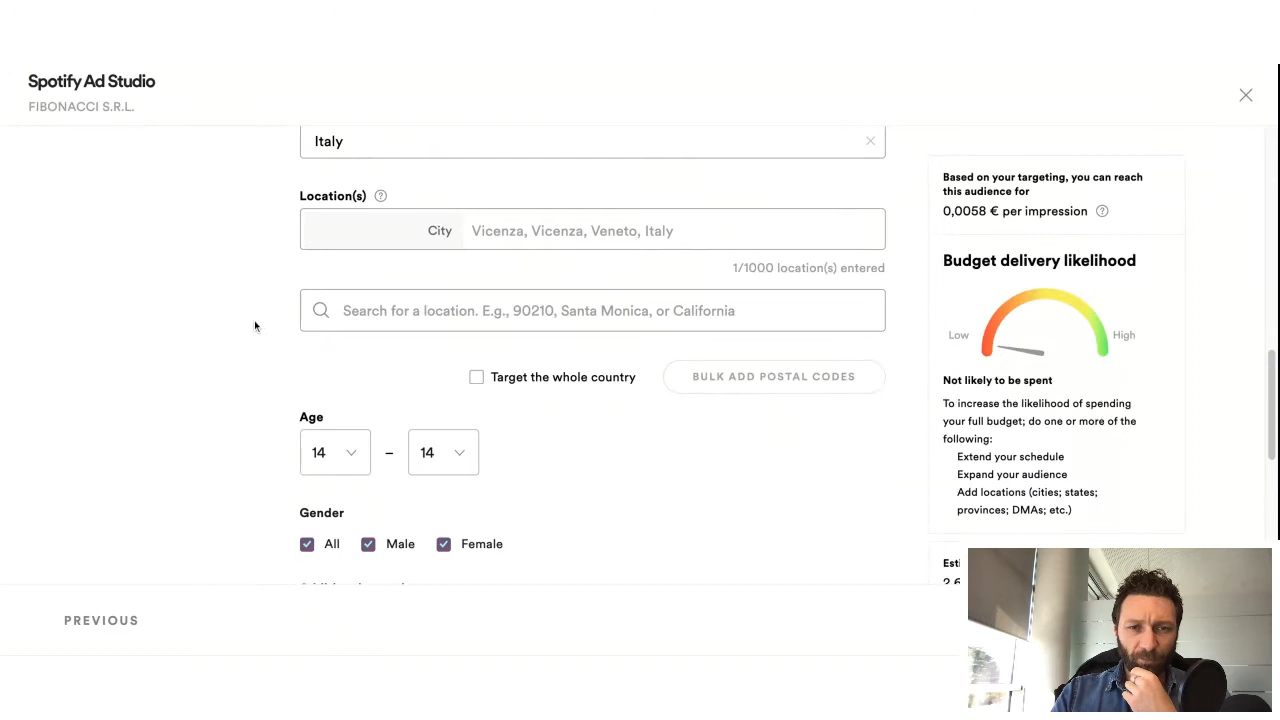 Spotify Ad Studio
FIBONACCI S.R.L.
Italy
Location(s)
City
Vicenza, Vicenza, Veneto, Italy
1/1000 location(s) entered
Search for a location. E.g., 90210, Santa Monica, or California
Target the whole country
BULK ADD POSTAL CODES
Age
14
–
14
Gender
All
Male
Female
PREVIOUS
Based on your targeting, you can reach
this audience for
0,0058 € per impression
Budget delivery likelihood
Low
High
Not likely to be spent
To increase the likelihood of spending
your full budget; do one or more of the
following:
Extend your schedule
Expand your audience
Add locations (cities; states;
provinces; DMAs; etc.)